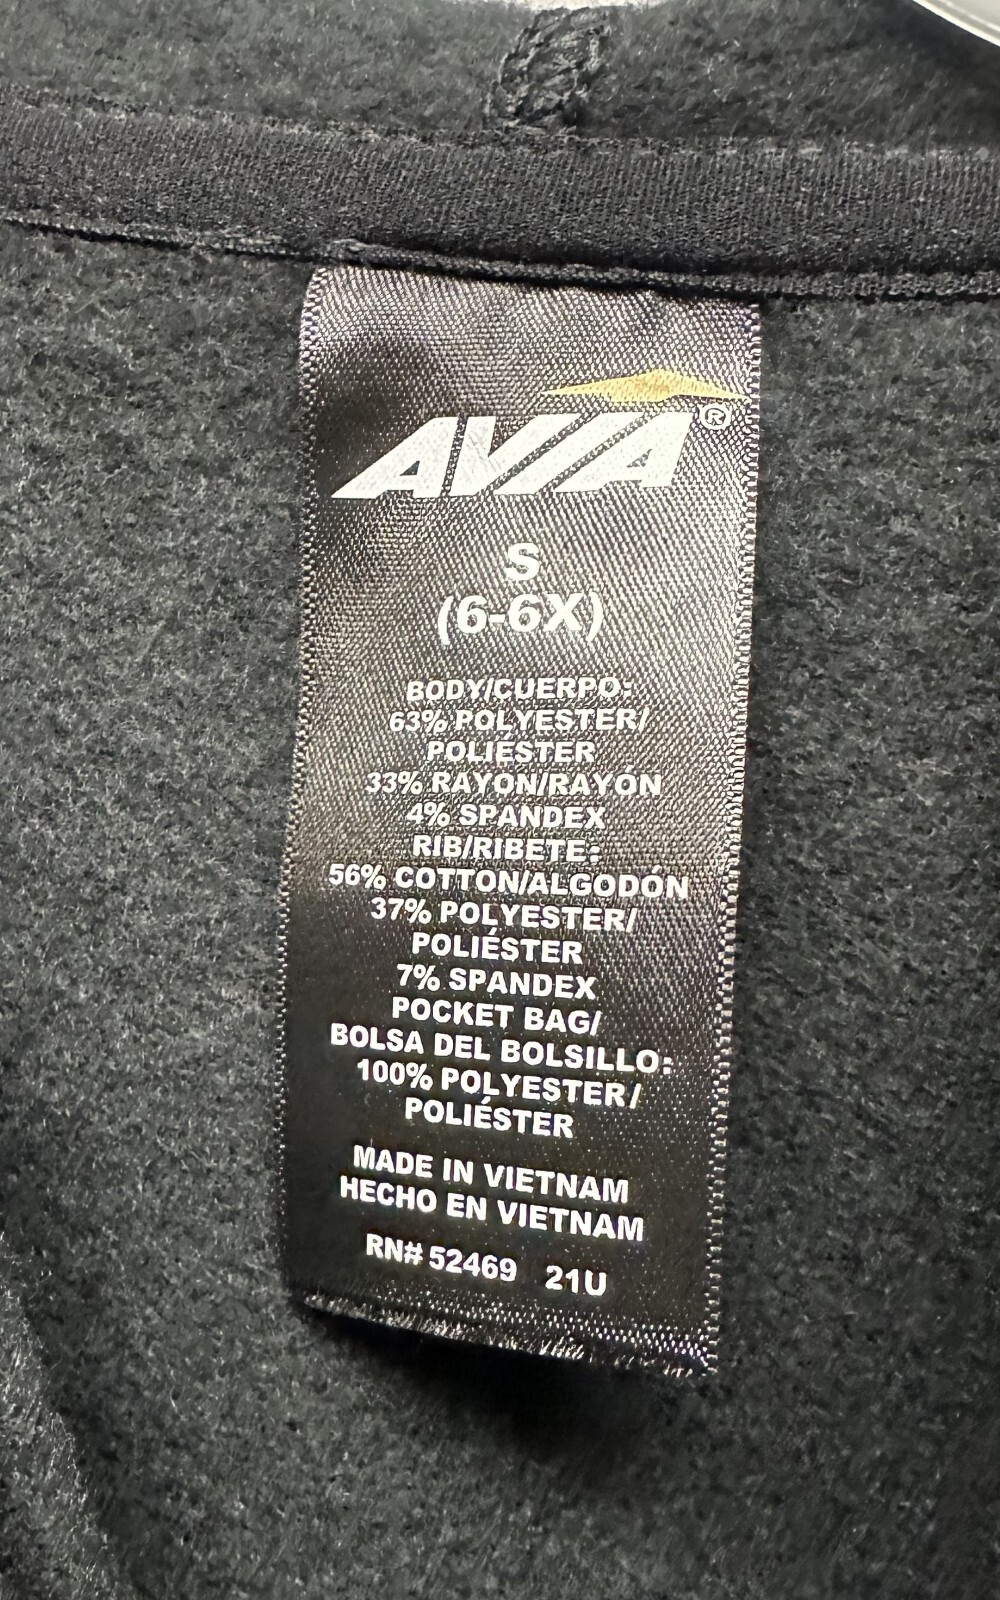 AVIA®
S
(6-6X)
BODY/CUERPO:
63% POLYESTER/
POLIÉSTER
33% RAYON/RAYÓN
4% SPANDEX
RIB/RIBETE:
56% COTTON/ALGODÓN
37% POLYESTER/
POLIÉSTER
7% SPANDEX
POCKET BAG/
BOLSA DEL BOLSILLO:
100% POLYESTER/
POLIÉSTER
MADE IN VIETNAM
HECHO EN VIETNAM
RN# 52469 21U